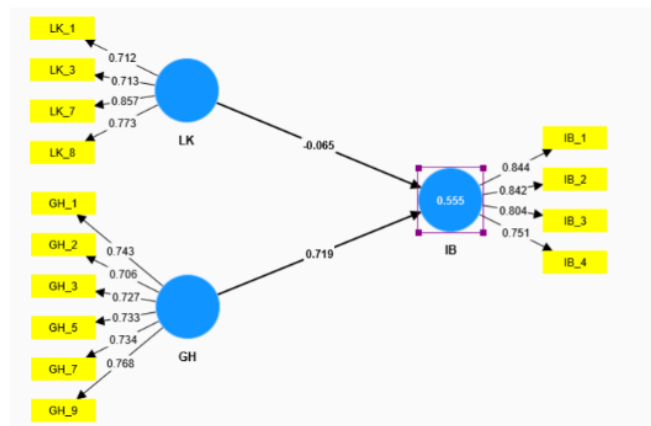 LK_1
0.712
LK_3
0.713
LK_7
0.857
LK_8
0.773
LK
-0.065
GH_1
0.743
GH_2
0.706
GH_3
0.727
GH_5
0.733
GH_7
0.734
GH_9
0.768
GH
0.719
0.555
IB
IB_1
0.844
IB_2
0.842
IB_3
0.804
IB_4
0.751